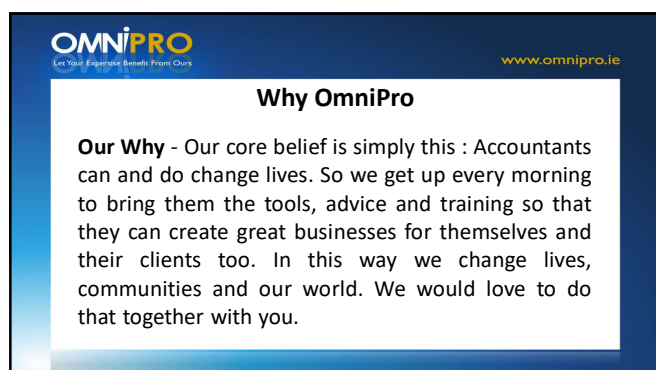 OMNIPRO
Let Your Expertise Benefit From Ours
www.omnipro.ie
Why OmniPro
Our Why - Our core belief is simply this : Accountants
can and do change lives. So we get up every morning
to bring them the tools, advice and training so that
they can create great businesses for themselves and
their clients too. In this way we change lives,
communities and our world. We would love to do
that together with you.